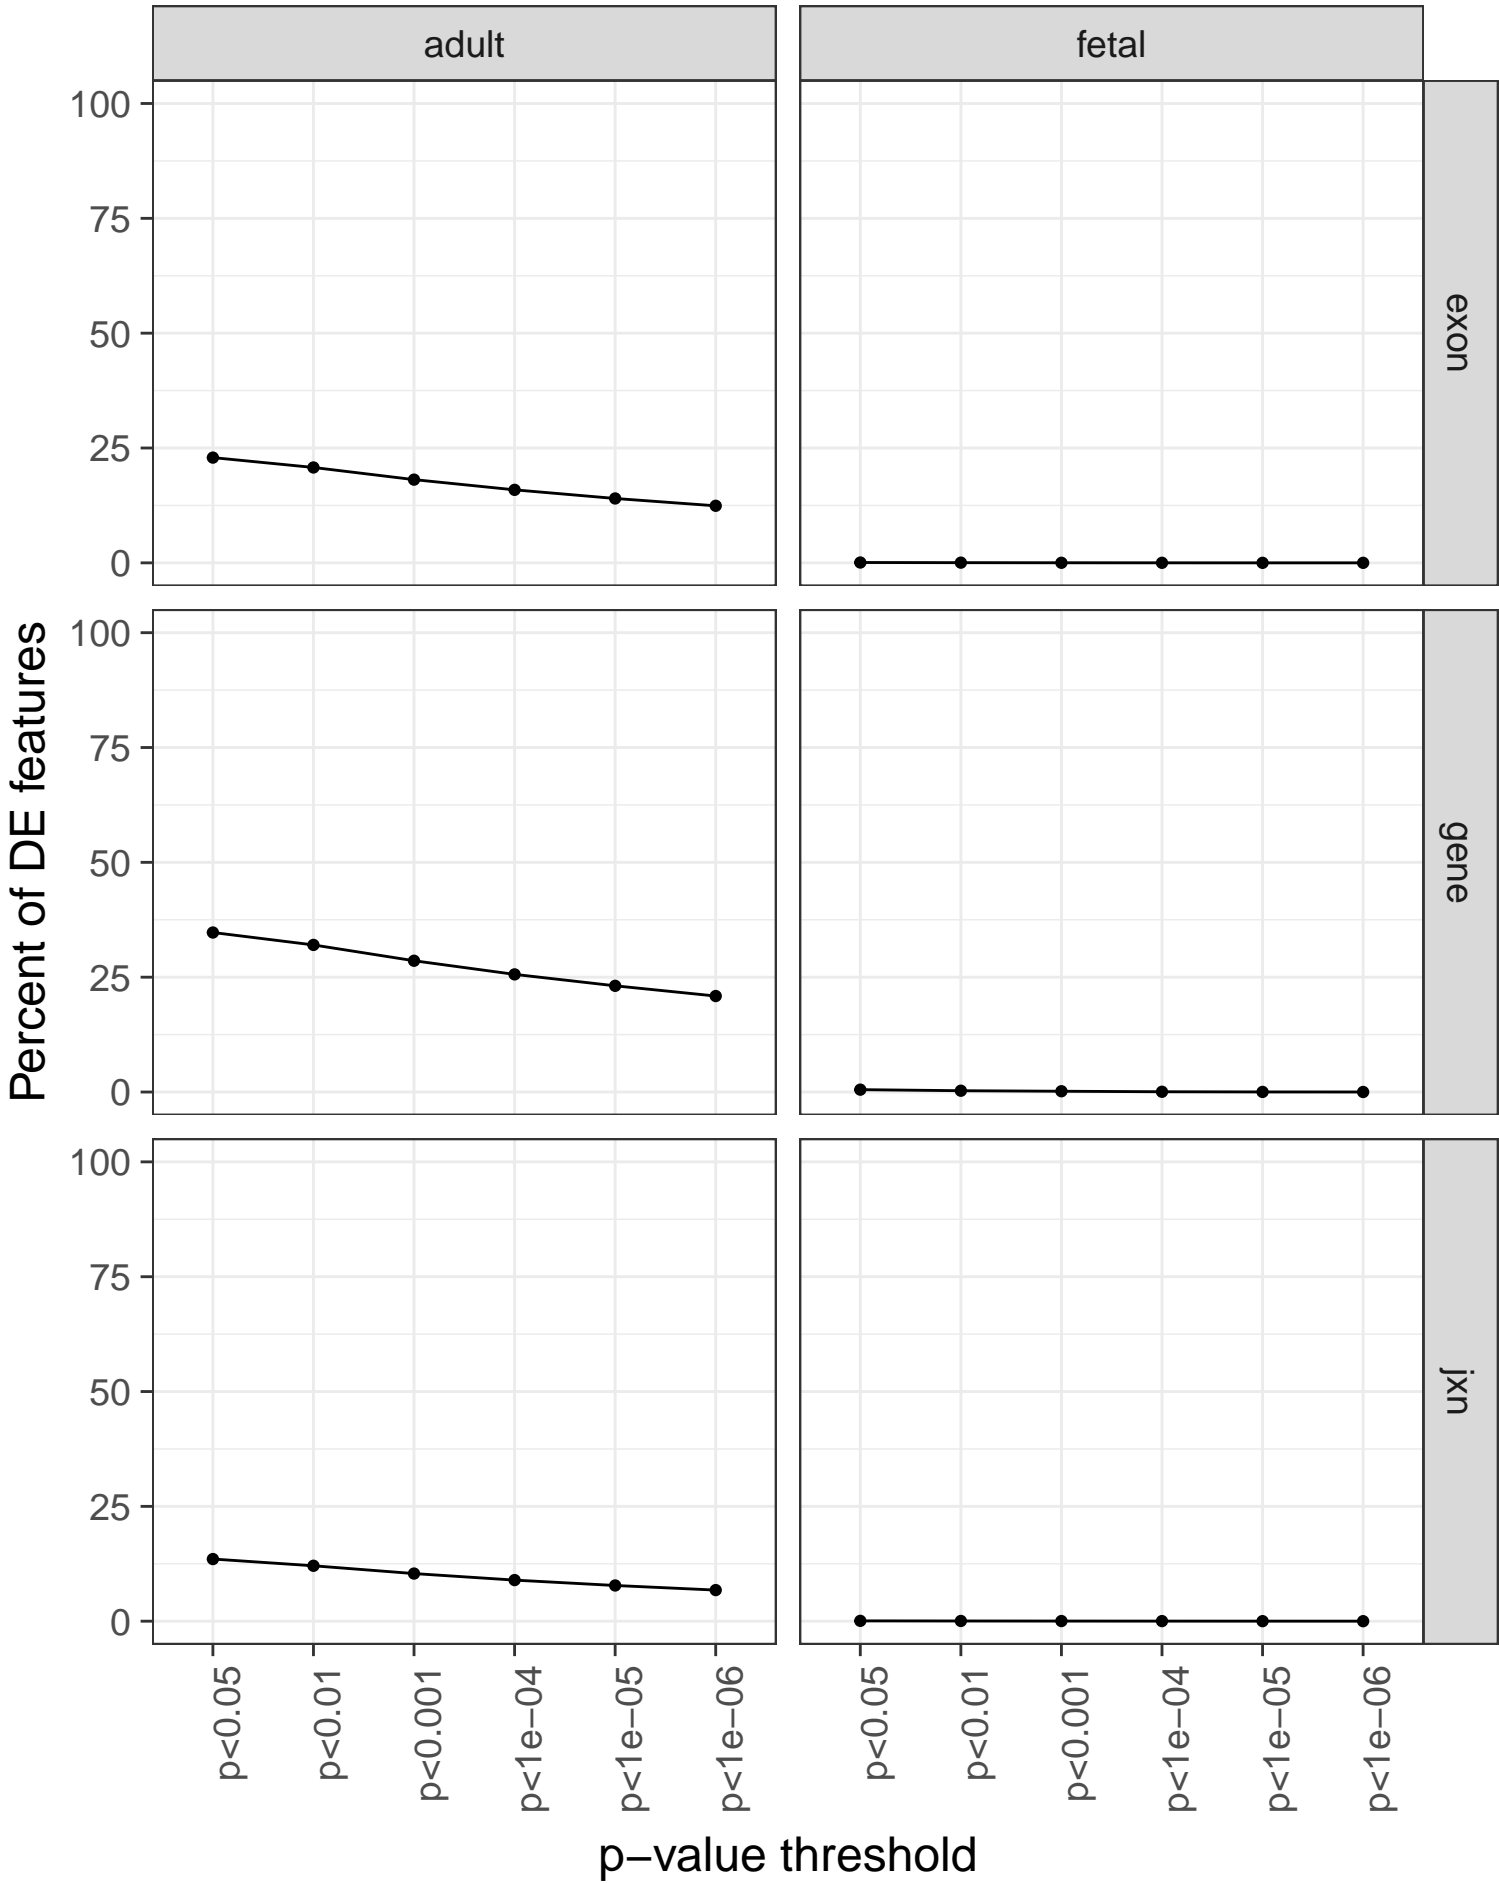 adult
fetal
100
75
50
25
0
exon
Percent of DE features
100
75
50
25
0
gene
100
75
50
25
0
jxn
p<0.05
p<0.01
p<0.001
p<1e−04
p<1e−05
p<1e−06
p<0.05
p<0.01
p<0.001
p<1e−04
p<1e−05
p<1e−06
p−value threshold